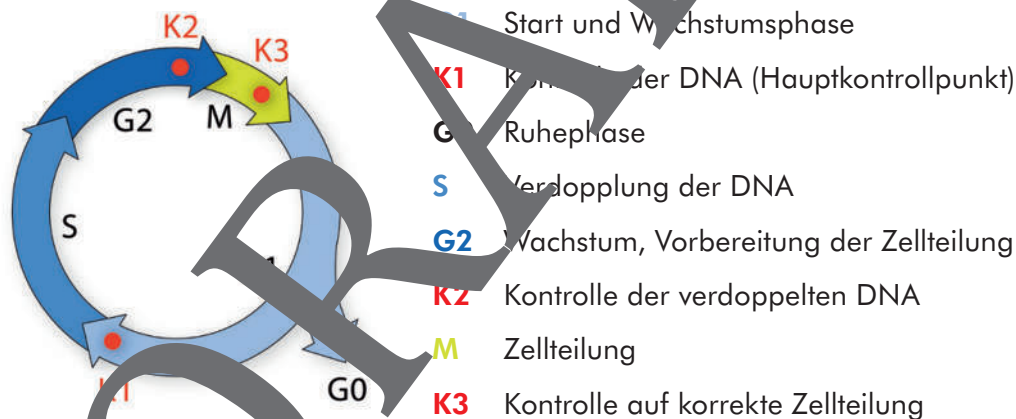 K2
K3
G2
M
S
G0
Start und
K1 der DNA (Hauptkontrollpunkt)
Ruhephase
S Verdopplung der DNA
G2 Wachstum, Vorbereitung der Zellteilung
K2 Kontrolle der verdoppelten DNA
M Zellteilung
K3 Kontrolle auf korrekte Zellteilung